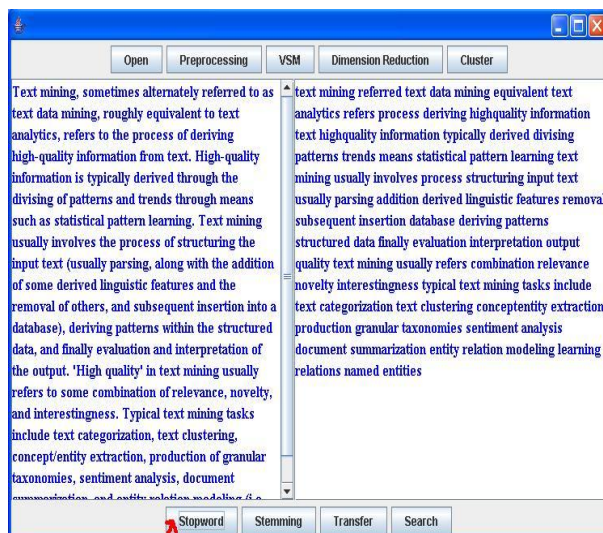 Open Preprocessing VSM Dimension Reduction Cluster
Text mining, sometimes alternately referred to as
text data mining, roughly equivalent to text
analytics, refers to the process of deriving
high-quality information from text. High-quality
information is typically derived through the
divising of patterns and trends through means
such as statistical pattern learning. Text mining
usually involves the process of structuring the
input text (usually parsing, along with the addition
of some derived linguistic features and the
removal of others, and subsequent insertion into a
database), deriving patterns within the structured
data, and finally evaluation and interpretation of
the output. 'High quality' in text mining usually
refers to some combination of relevance, novelty,
and interestingness. Typical text mining tasks
include text categorization, text clustering,
concept/entity extraction, production of granular
taxonomies, sentiment analysis, document
summarization, and entity relation modeling (i.e
text mining referred text data mining equivalent text
analytics refers process deriving highquality information
text highquality information typically derived divising
patterns trends means statistical pattern learning text
mining usually involves process structuring input text
usually parsing addition derived linguistic features removal
subsequent insertion database deriving patterns
structured data finally evaluation interpretation output
quality text mining usually refers combination relevance
novelty interestingness typical text mining tasks include
text categorization text clustering conceptentity extraction
production granular taxonomies sentiment analysis
document summarization entity relation modeling learning
relations named entities
Stopword Stemming Transfer Search